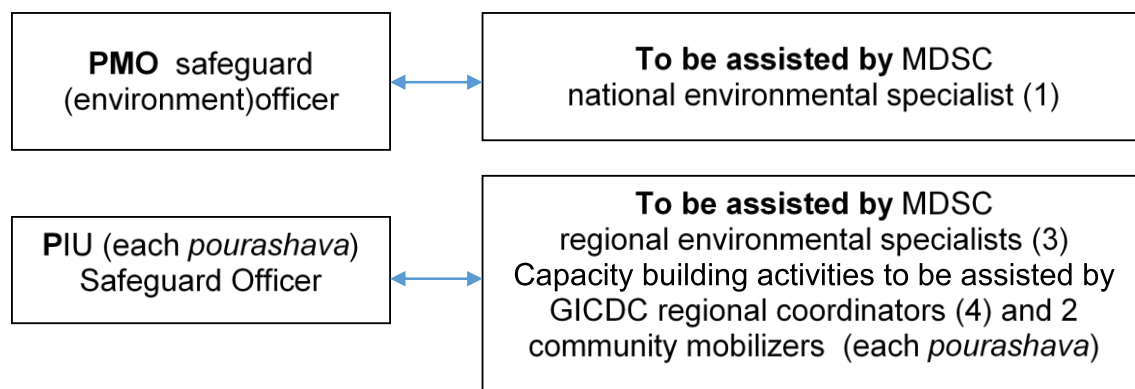 PMO safeguard
(environment)officer
To be assisted by MDSC
national environmental specialist (1)
PIU (each pourashava)
Safeguard Officer
To be assisted by MDSC
regional environmental specialists (3)
Capacity building activities to be assisted by
GICDC regional coordinators (4) and 2
community mobilizers (each pourashava)